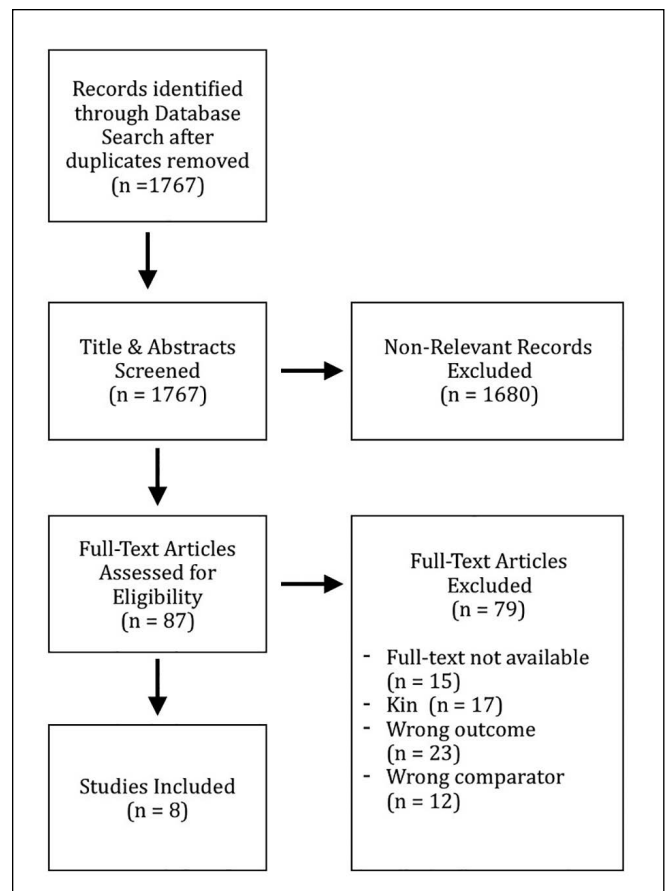 Records identified
through Database
Search after
duplicates removed
(n =1767)
Title & Abstracts
Screened
(n = 1767)
Non-Relevant Records
Excluded
(n = 1680)
Full-Text Articles
Assessed for
Eligibility
(n = 87)
Full-Text Articles
Excluded
(n = 79)
- Full-text not available
(n = 15)
- Kin (n = 17)
- Wrong outcome
(n = 23)
- Wrong comparator
(n = 12)
Studies Included
(n = 8)